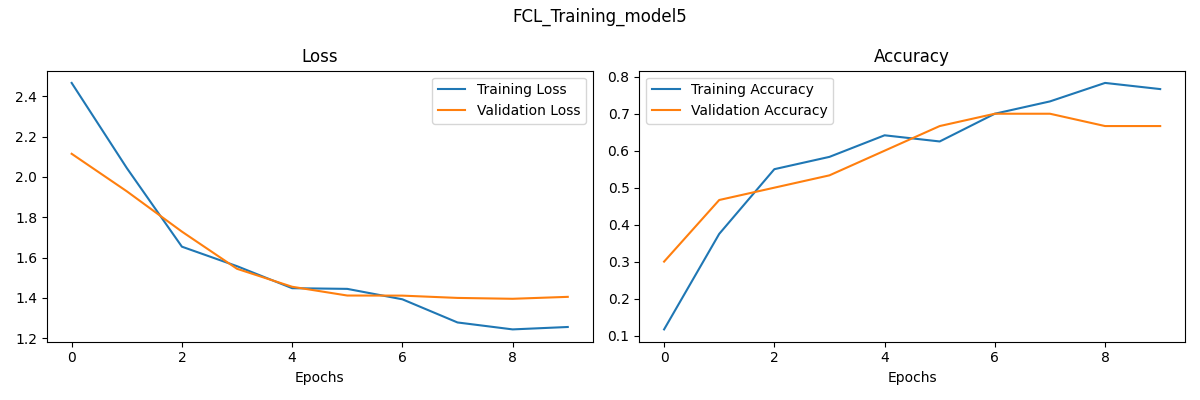 FCL_Training_model5
Loss
2.4
2.2
2.0
1.8
1.6
1.4
1.2
0 2 4 6 8
Epochs
Training Loss
Validation Loss
Accuracy
0.8
0.7
0.6
0.5
0.4
0.3
0.2
0.1
0 2 4 6 8
Epochs
Training Accuracy
Validation Accuracy